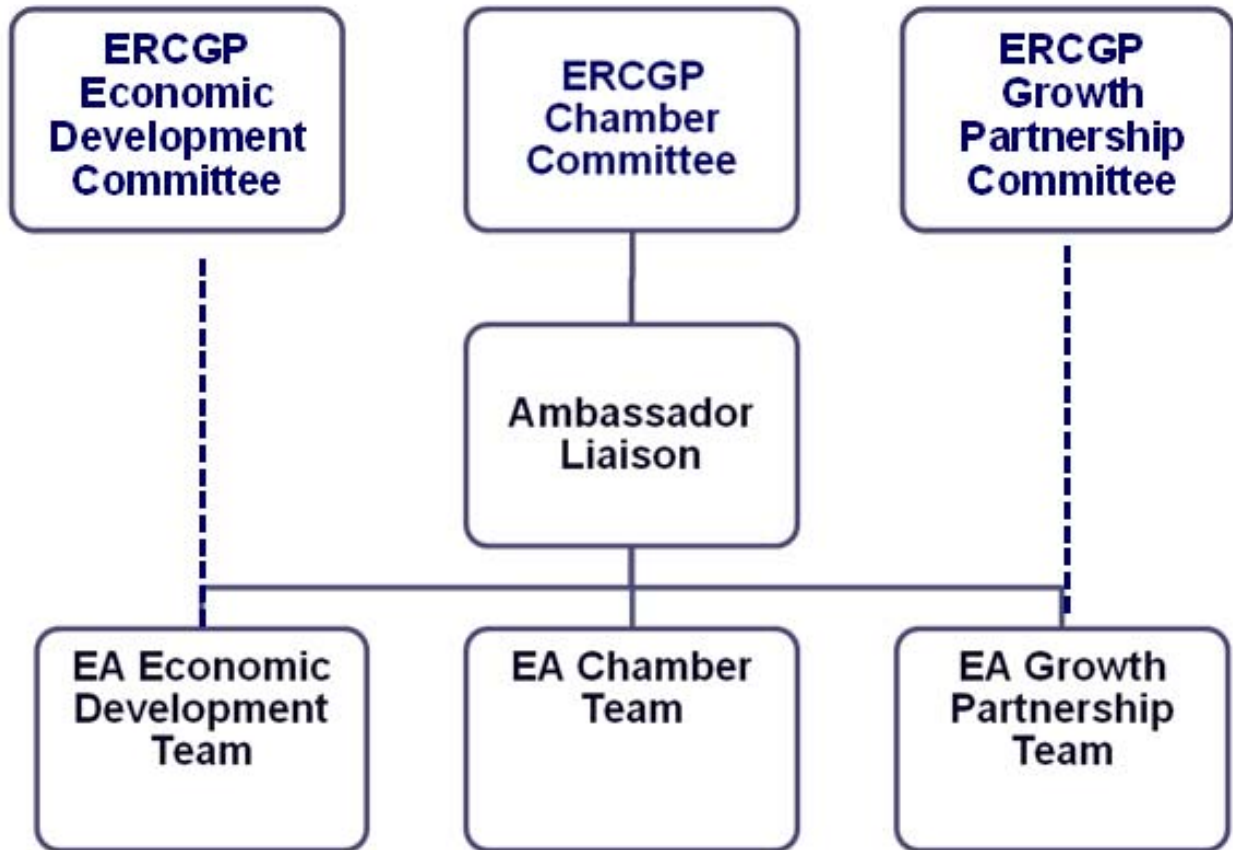 ERCGP
Economic
Development
Committee
ERCGP
Chamber
Committee
ERCGP
Growth
Partnership
Committee
Ambassador
Liaison
EA Economic
Development
Team
EA Chamber
Team
EA Growth
Partnership
Team